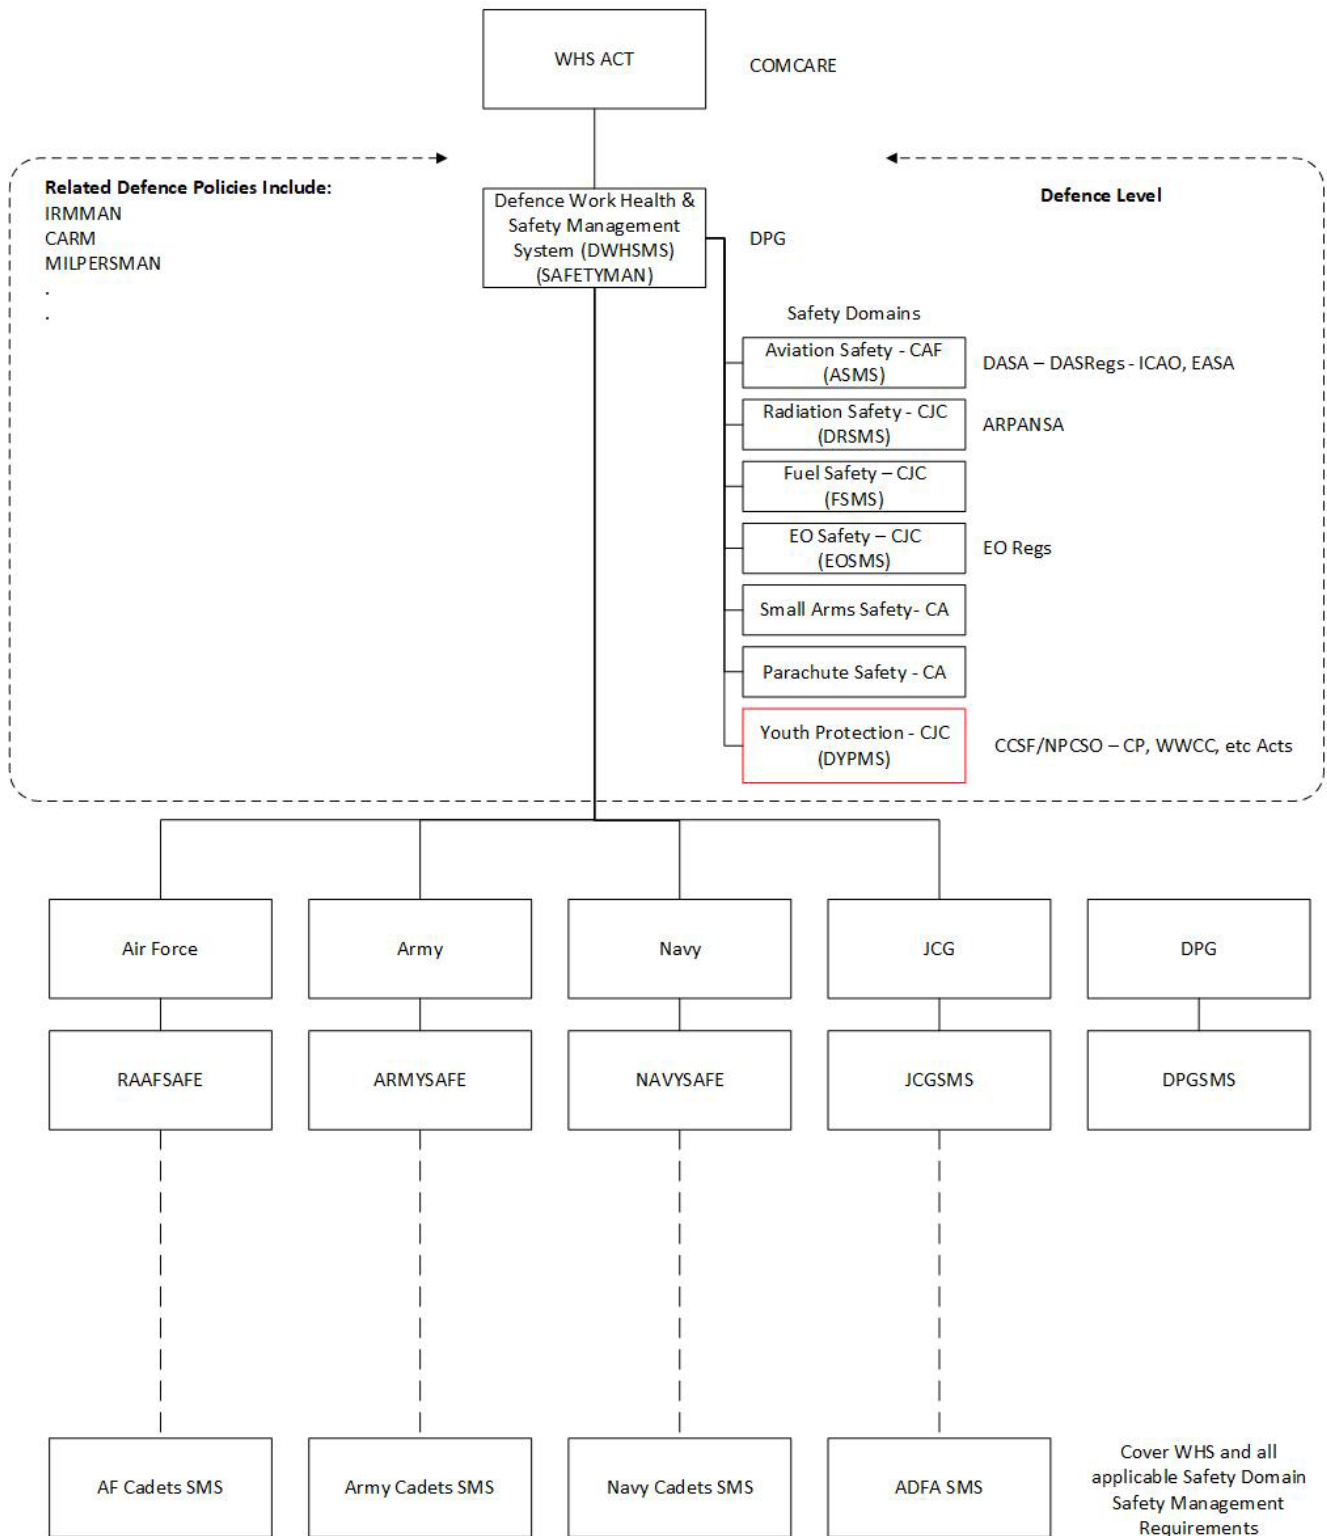 WHS ACT
COMCARE
Related Defence Policies Include:
IRMMAN
CARM
MILPERSMAN
.
.
Defence Work Health &
Safety Management
System (DWHSMS)
(SAFETYMAN)
DPG
Defence Level
Safety Domains
Aviation Safety - CAF
(ASMS)
DASA – DASRegs - ICAO, EASA
Radiation Safety - CJC
(DRSMS)
ARPANSA
Fuel Safety – CJC
(FSMS)
EO Safety – CJC
(EOSMS)
EO Regs
Small Arms Safety- CA
Parachute Safety - CA
Youth Protection - CJC
(DYPMS)
CCSF/NPCSO – CP, WWCC, etc Acts
Air Force
Army
Navy
JCG
DPG
RAAFSAFE
ARMYSAFE
NAVYSAFE
JCGSMS
DPGSMS
AF Cadets SMS
Army Cadets SMS
Navy Cadets SMS
ADFA SMS
Cover WHS and all
applicable Safety Domain
Safety Management
Requirements